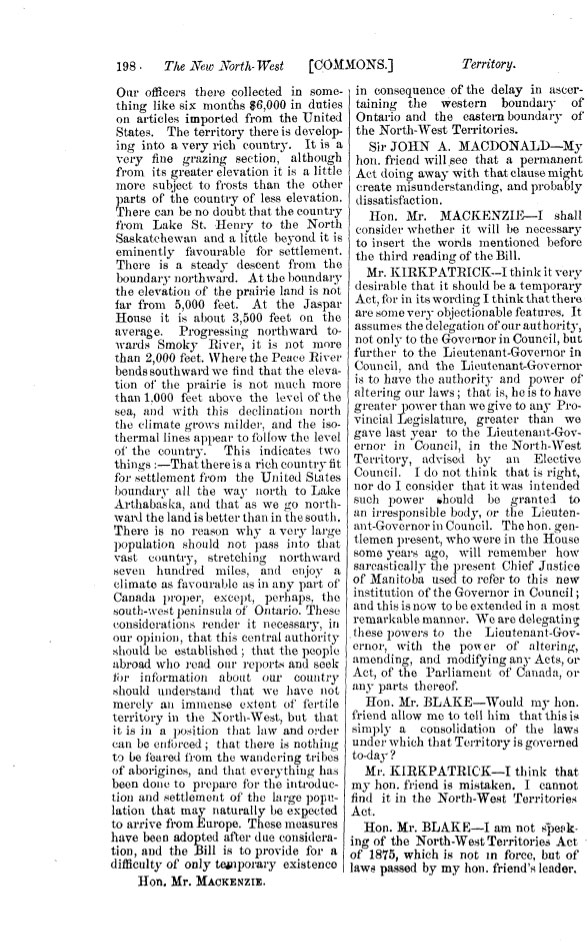 198 . The New North-West [COMMONS.] Territory.
Our officers there collected in some-
thing like six months $6,000 in duties
on articles imported from the United
States. The territory there is develop-
ing into a very rich country. It is a
very fine grazing section, although
from its greater elevation it is a little
more subject to frosts than the other
parts of the country of less elevation.
There can be no doubt that the country
from Lake St. Henry to the North
Saskatchewan and a little beyond it is
eminently favourable for settlement.
There is a steady descent from the
boundary northward. At the boundary
the elevation of the prairie land is not
far from 5,000 feet. At the Jaspar
House it is about 3,500 feet on the
average. Progressing northward to-
wards Smoky River, it is not more
than 2,000 feet. Where the Peace River
bends southward we find that the eleva-
tion of the prairie is not much more
than 1,000 feet above the level of the
sea, and with this declination north
the climate grows milder, and the iso-
thermal lines appear to follow the level
of the country. This indicates two
things :—That there is a rich country fit
for settlement from the United States
boundary all the way north to Lake
Arthabaska, and that as we go north-
ward the land is better than in the south.
There is no reason why a very large
population should not pass into that
vast country, stretching northward
seven hundred miles, and enjoy a
climate as favourable as in any part of
Canada proper, except, perhaps, the
south-west peninsula of Ontario. These
considerations render it necessary, in
our opinion, that this central authority
should be established ; that the people
abroad who read our reports and seek
for information about our country
should understand that we have not
merely an immense extent of fertile
territory in the North-West, but that
it is in a position that law and order
can be enforced ; that there is nothing
to be feared from the wandering tribes
of aborigines, and that everything has
been done to prepare for the introduc-
tion and settlement of the large popu-
lation that may naturally be expected
to arrive from Europe. These measures
have been adopted after due considera-
tion, and the Bill is to provide for a
difficulty of only temporary existence
Hon. Mr. MACKENZIE.
in consequence of the delay in ascer-
taining the western boundary of
Ontario and the eastern boundary of
the North-West Territories.
Sir JOHN A. MACDONALD—My
hon. friend will see that a permanent
Act doing away with that clause might
create misunderstanding, and probably
dissatisfaction.
Hon. Mr. MACKENZIE—I shall
consider whether it will be necessary
to insert the words mentioned before
the third reading of the Bill.
Mr. KIRKPATRICK—I think it very
desirable that it should be a temporary
Act, for in its wording I think that there
are some very objectionable features. It
assumes the delegation of our authority,
not only to the Governor in Council, but
further to the Lieutenant-Governor in
Council, and the Lieutenant-Governor
is to have the authority and power of
altering our laws ; that is, he is to have
greater power than we give to any Pro-
vincial Legislature, greater than we
gave last year to the Lieutenant-Gov-
ernor in Council, in the North-West
Territory, advised by an Elective
Council. I do not think that is right,
nor do I consider that it was intended
such power should be granted to
an irresponsible body, or the Lieuten-
ant-Governor in Council. The hon. gen-
tlemen present, who were in the House
some years ago, will remember how
sarcastically the present Chief Justice
of Manitoba used to refer to this new
institution of the Governor in Council ;
and this is now to be extended in a most
remarkable manner. We are delegating
these powers to the Lieutenant-Gov-
ernor, with the power of altering,
amending, and modifying any Acts, or
Act, of the Parliament of Canada, or
any parts thereof.
Hon. Mr. BLAKE—Would my hon.
friend allow me to tell him that this is
simply a consolidation of the laws
under which that Territory is governed
to-day ?
Mr. KIRKPATRICK—I think that
my hon. friend is mistaken. I cannot
find it in the North-West Territories
Act.
Hon. Mr. BLAKE—I am not speak-
ing of the North-West Territories Act
of 1875, which is not in force, but of
laws passed by my hon. friend's leader.